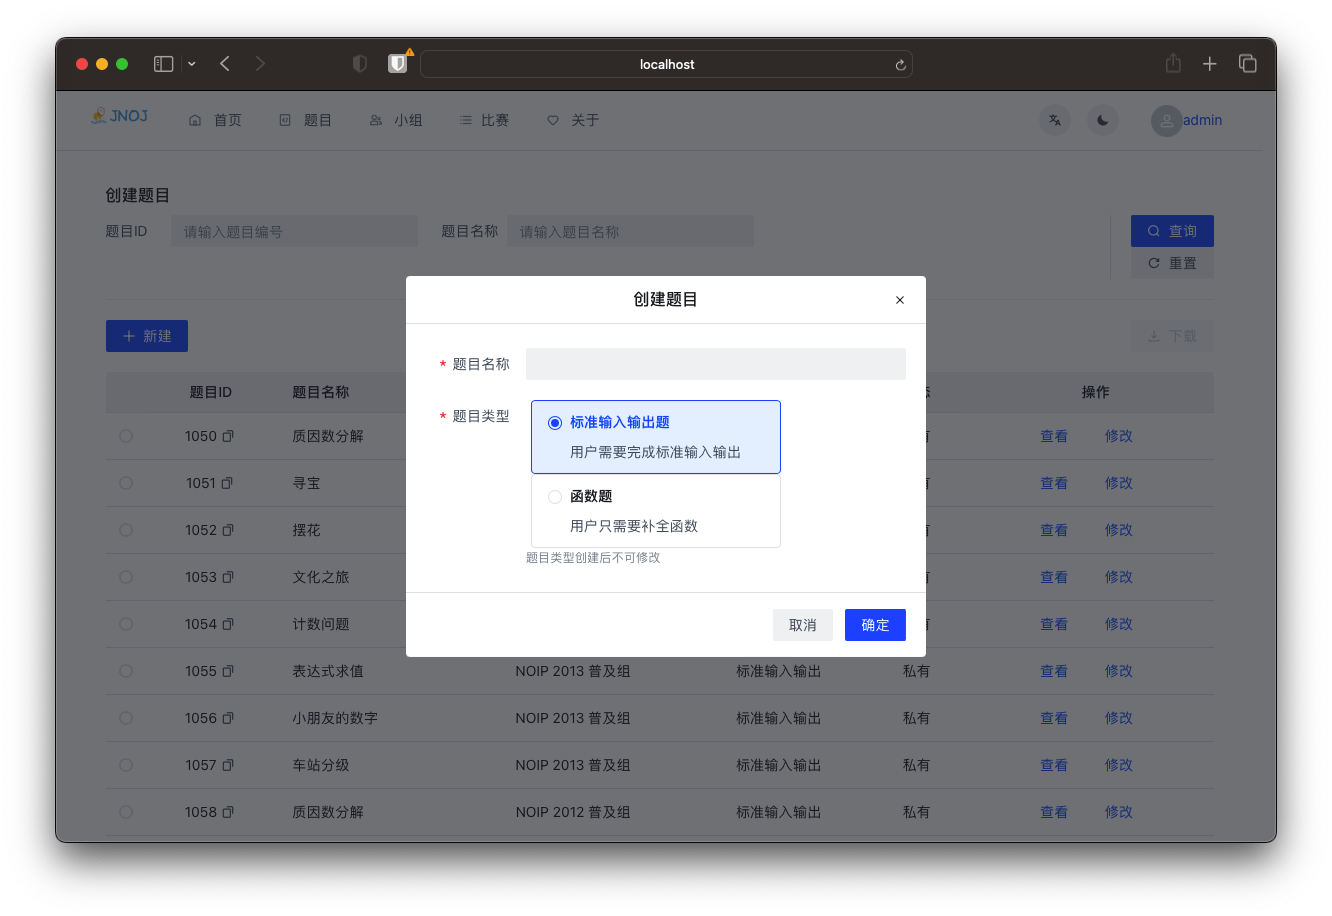 localhost
JNOJ 首页 题目 小组 比赛 关于 admin
创建题目
题目ID 请输入题目编号 题目名称 请输入题目名称 查询
重置
新建 下载
题目ID 题目名称 操作
1050 质因数分解 查看 修改
1051 寻宝 查看 修改
1052 摆花 查看 修改
1053 文化之旅 查看 修改
1054 计数问题 查看 修改
1055 表达式求值 NOIP 2013 普及组 标准输入输出 私有 查看 修改
1056 小朋友的数字 NOIP 2013 普及组 标准输入输出 私有 查看 修改
1057 车站分级 NOIP 2013 普及组 标准输入输出 私有 查看 修改
1058 质因数分解 NOIP 2012 普及组 标准输入输出 私有 查看 修改
创建题目
* 题目名称
* 题目类型
标准输入输出题
用户需要完成标准输入输出
函数题
用户只需要补全函数
题目类型创建后不可修改
取消 确定